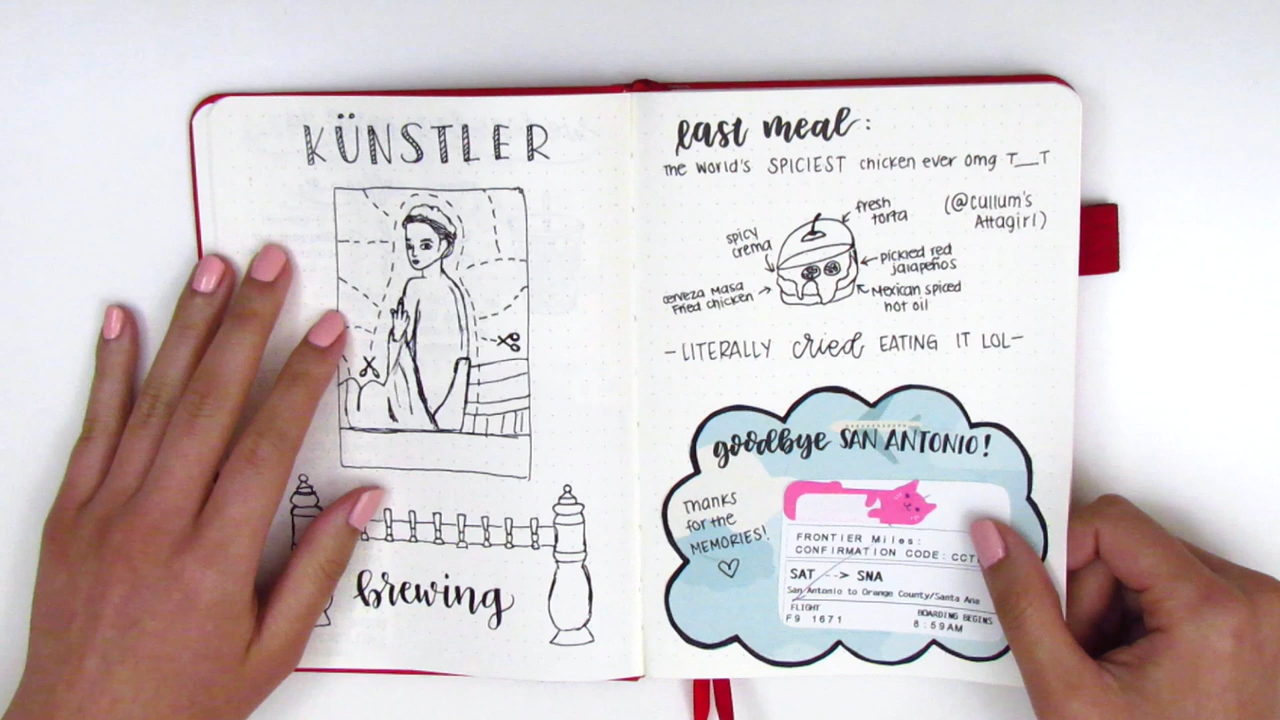 KÜNSTLER
brewing
last meal:
The World's SPICIEST chicken ever omg T__T
(@cullum's
Attagirl)
fresh
torta
spicy
crema
pickled red
jalapeños
cerveza masa
fried chicken
Mexican spiced
hot oil
-LITERALLY cried EATING IT LOL-
goodbye SAN ANTONIO!
Thanks
for the
MEMORIES!
FRONTIER Miles:
CONFIRMATION CODE: CCT
SAT --> SNA
San Antonio to Orange County/Santa Ana
FLIGHT
BOARDING BEGINS
F9 1671
8:59AM